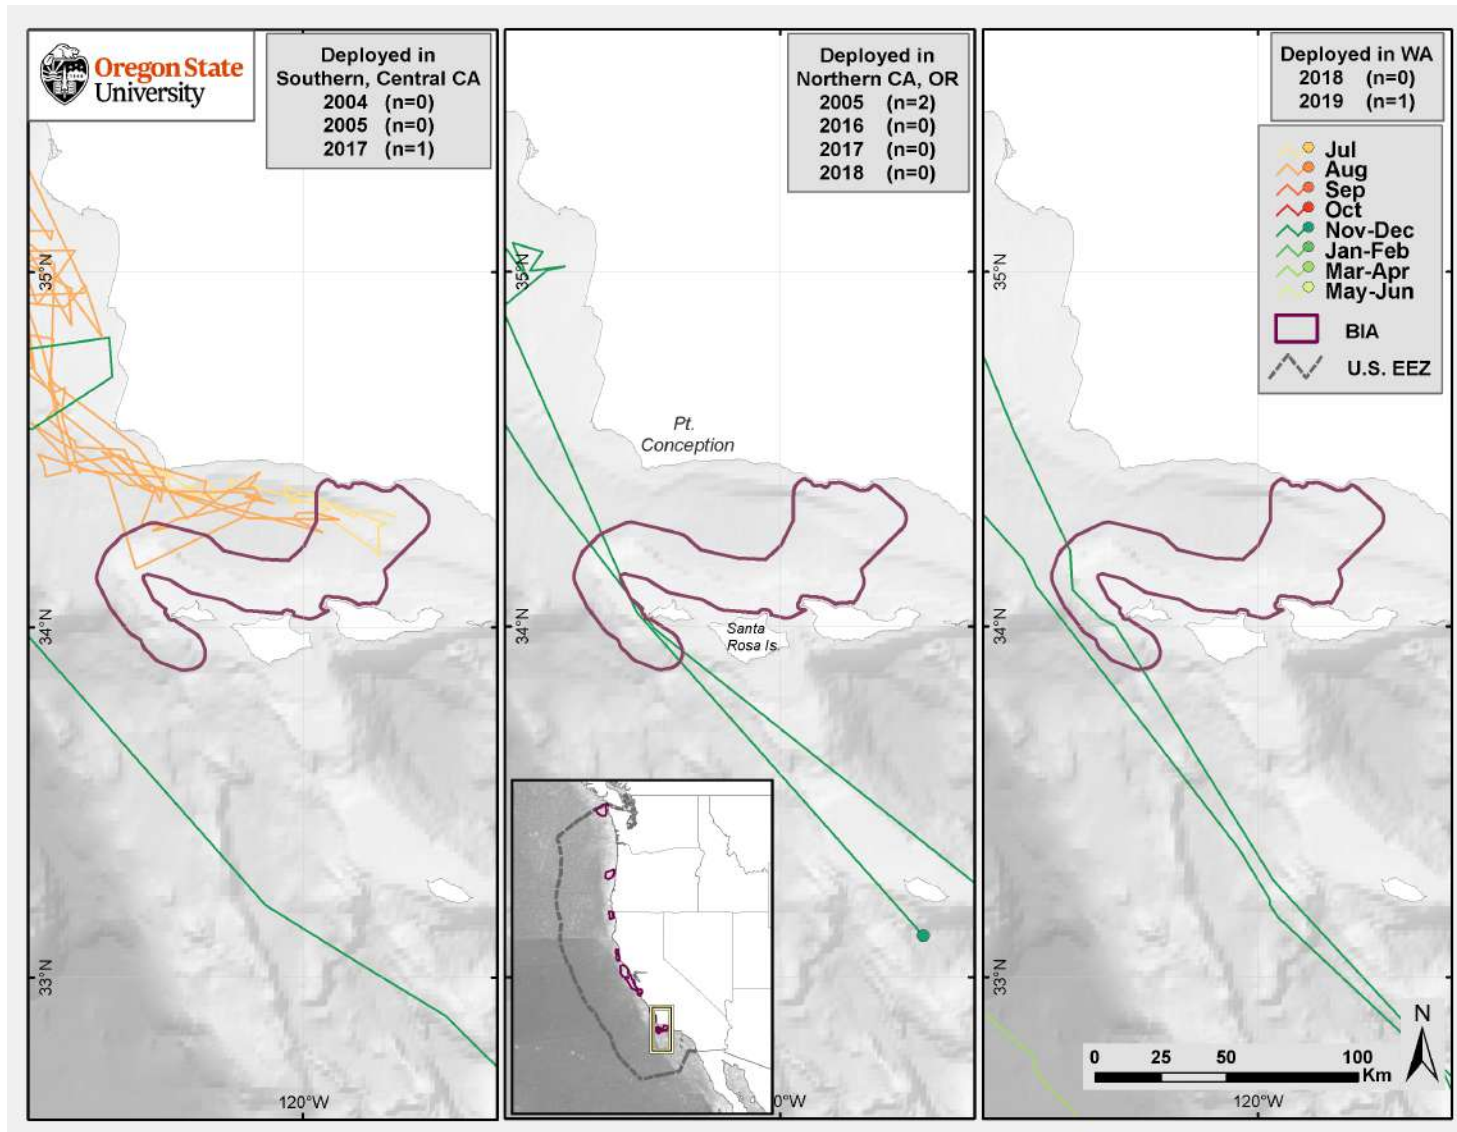 Oregon State
University
Deployed in
Southern, Central CA
2004 (n=0)
2005 (n=0)
2017 (n=1)
Deployed in
Northern CA, OR
2005 (n=2)
2016 (n=0)
2017 (n=0)
2018 (n=0)
Deployed in WA
2018 (n=0)
2019 (n=1)
Jul
Aug
Sep
Oct
Nov-Dec
Jan-Feb
Mar-Apr
May-Jun
BIA
U.S. EEZ
35°N
35°N
35°N
Pt.
Conception
34°N
34°N
34°N
Santa
Rosa Is.
33°N
33°N
N
0 25 50 100
Km
120°W
0°W
120°W